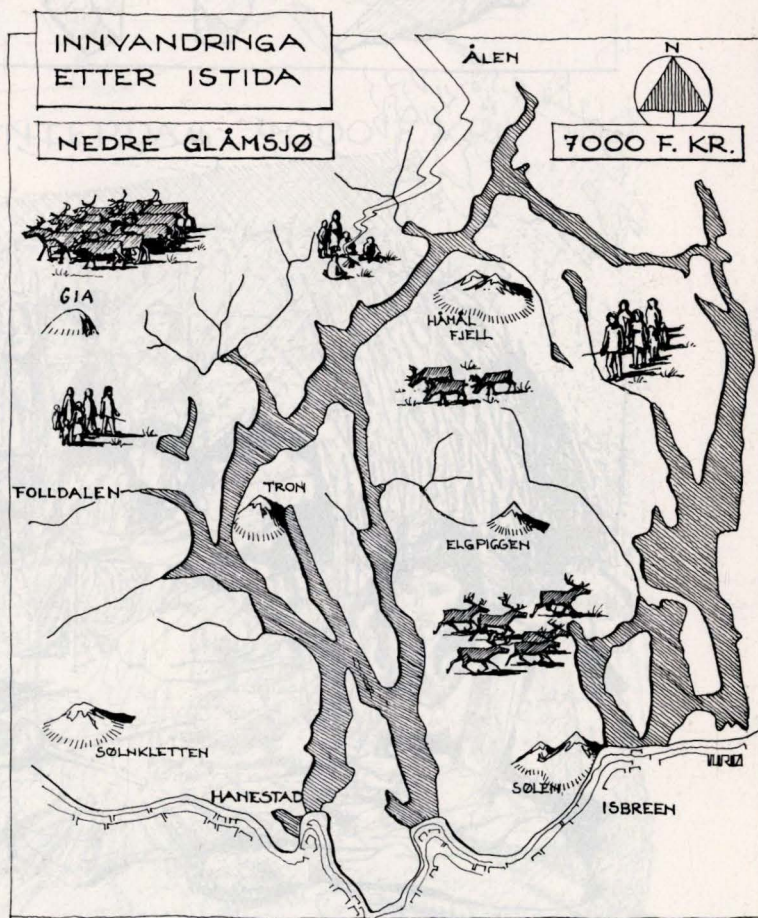 INNVANDRINGA
ETTER ISTIDA
NEDRE GLÅMSJØ
ÅLEN
N
7000 F. KR.
GIA
HÅMÅL
FJELL
FOLLDALEN
TRON
ELGPIGGEN
SØLNKLETTEN
HANESTAD
SØLEN
ISBREEN